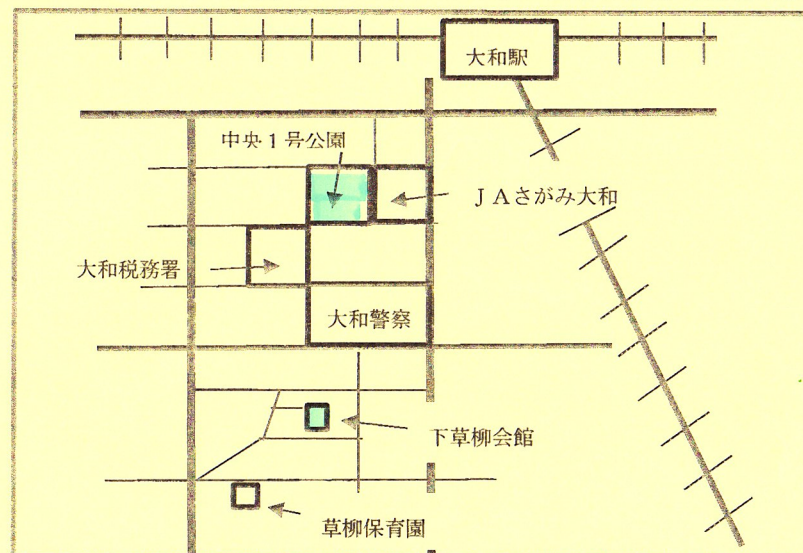 大和駅
中央１号公園
ＪＡさがみ大和
大和税務署
大和警察
下草柳会館
草柳保育園